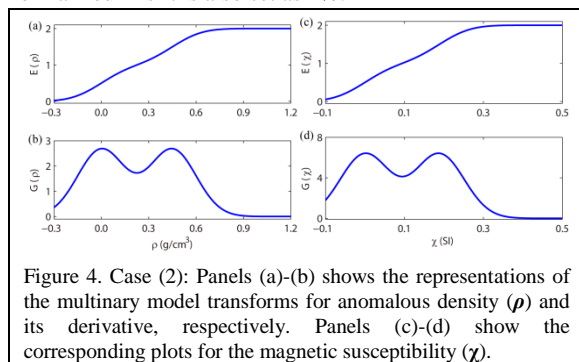 (a)
E (ρ)
2
1
0
−0.3 0.0 0.3 0.6 0.9 1.2
(b)
G (ρ)
3
2
1
0
−0.3 0.0 0.3 0.6 0.9 1.2
ρ (g/cm³)
(c)
E (χ)
2
1
0
−0.1 0.1 0.3 0.5
(d)
G (χ)
8
4
0
−0.1 0.1 0.3 0.5
χ (SI)
Figure 4. Case (2): Panels (a)-(b) shows the representations of
the multinary model transforms for anomalous density (ρ) and
its derivative, respectively. Panels (c)-(d) show the
corresponding plots for the magnetic susceptibility (χ).